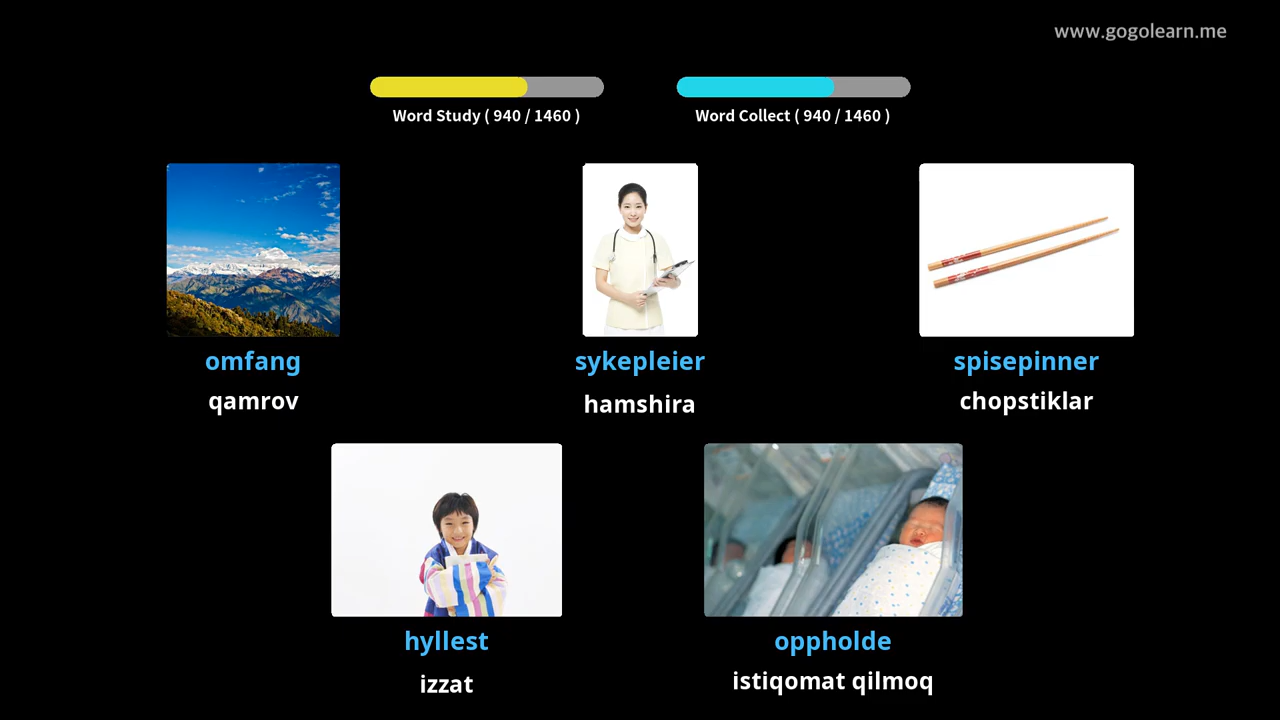 www.gogolearn.me
Word Study ( 940 / 1460 )
Word Collect ( 940 / 1460 )
omfang
qamrov
sykepleier
hamshira
spisepinner
chopstiklar
hyllest
izzat
oppholde
istiqomat qilmoq